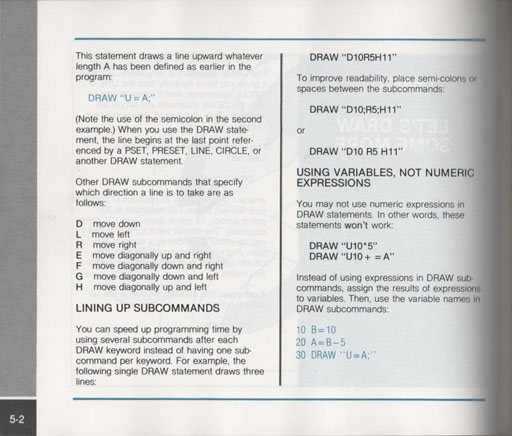 This statement draws a line upward whatever
length A has been defined as earlier in the
program:
DRAW "U = A;"
(Note the use of the semicolon in the second
example.) When you use the DRAW state-
ment, the line begins at the last point refer-
enced by a PSET, PRESET, LINE, CIRCLE, or
another DRAW statement.
Other DRAW subcommands that specify
which direction a line is to take are as
follows:
D move down
L move left
R move right
E move diagonally up and right
F move diagonally down and right
G move diagonally down and left
H move diagonally up and left
LINING UP SUBCOMMANDS
You can speed up programming time by
using several subcommands after each
DRAW keyword instead of having one sub-
command per keyword. For example, the
following single DRAW statement draws three
lines:
DRAW "D10R5H11"
To improve readability, place semi-colons or
spaces between the subcommands:
DRAW "D10;R5;H11"
or
DRAW "D10 R5 H11"
USING VARIABLES, NOT NUMERIC
EXPRESSIONS
You may not use numeric expressions in
DRAW statements. In other words, these
statements won't work:
DRAW "U10*5"
DRAW "U10 + =A"
Instead of using expressions in DRAW sub-
commands, assign the results of expressions
to variables. Then, use the variable names in
DRAW subcommands:
10 B=10
20 A=B-5
30 DRAW "U=A;"
5-2